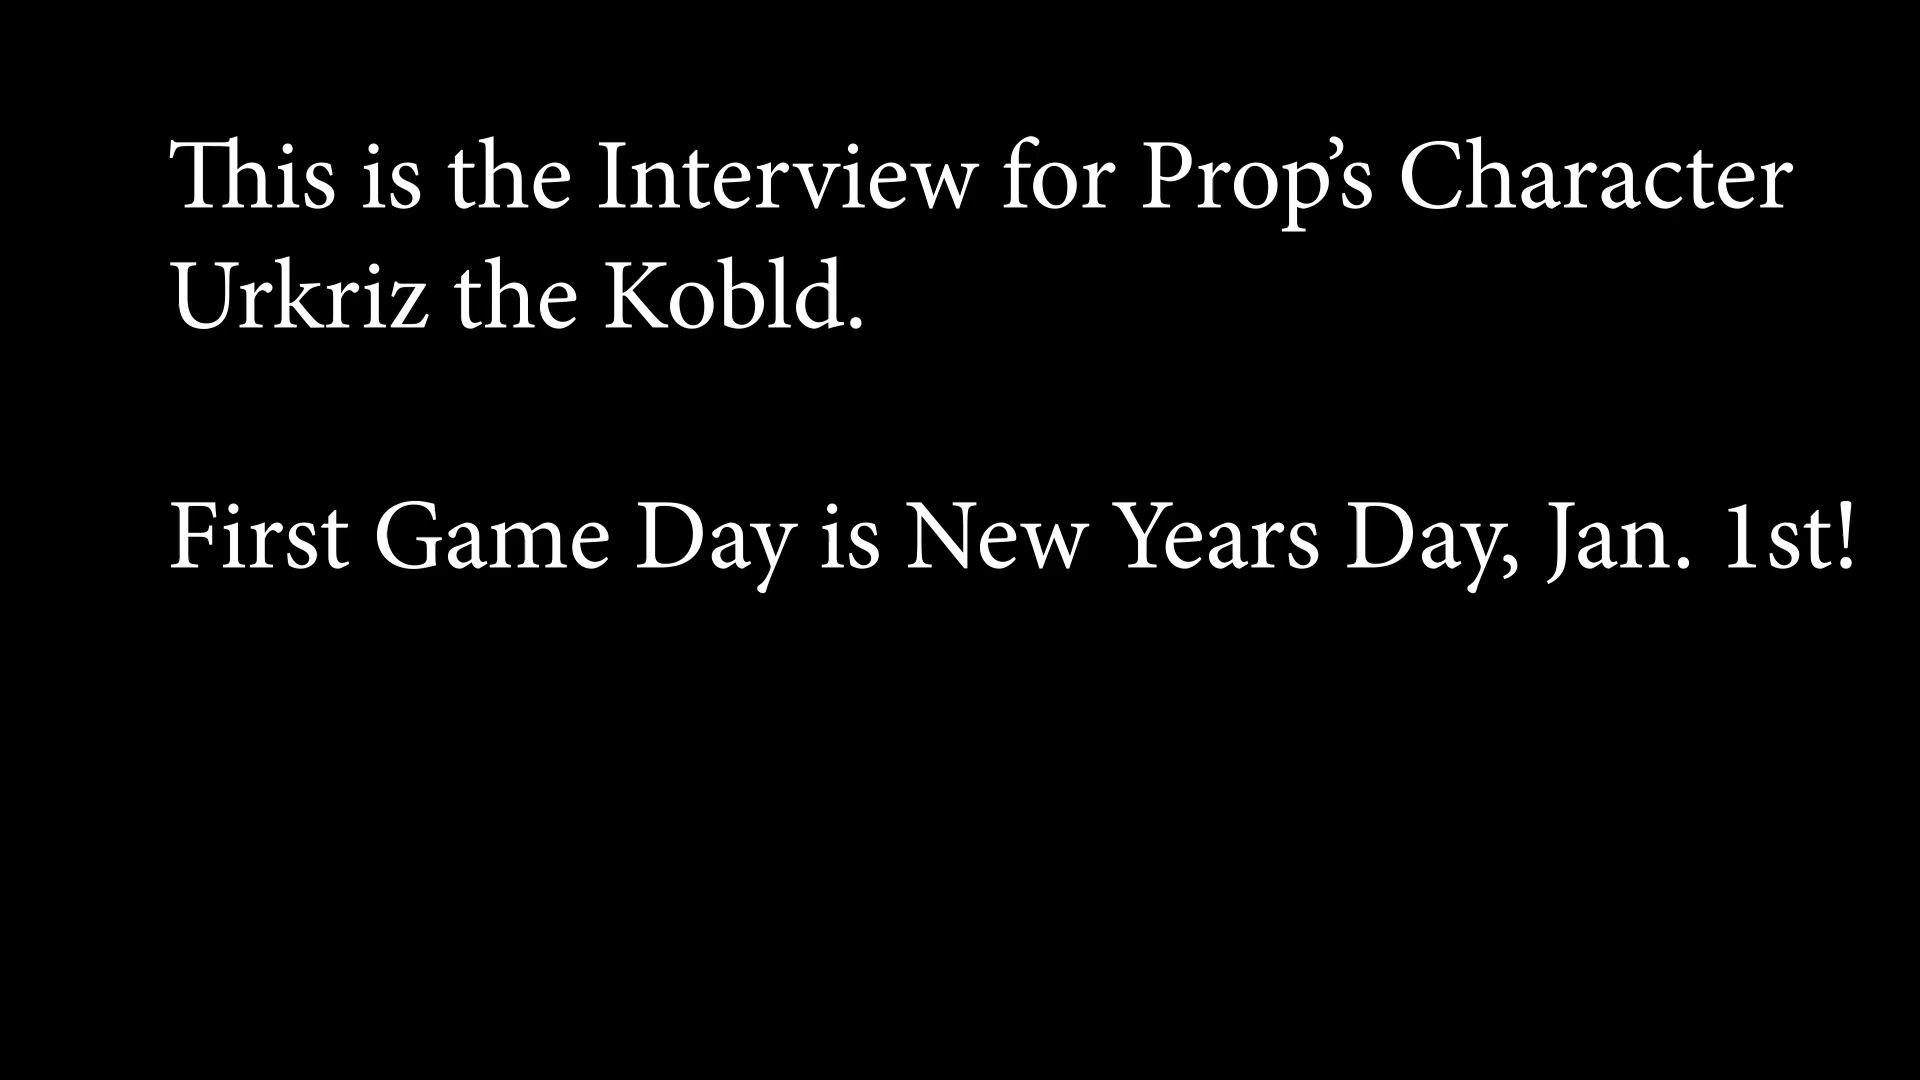 This is the Interview for Prop’s Character
Urkriz the Kobld.
First Game Day is New Years Day, Jan. 1st!